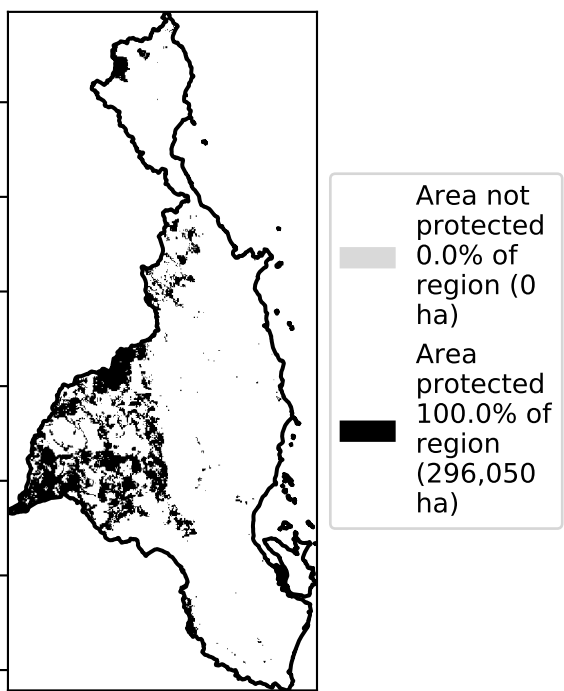 Area not
protected
0.0% of
region (0
ha)
Area
protected
100.0% of
region
(296,050
ha)